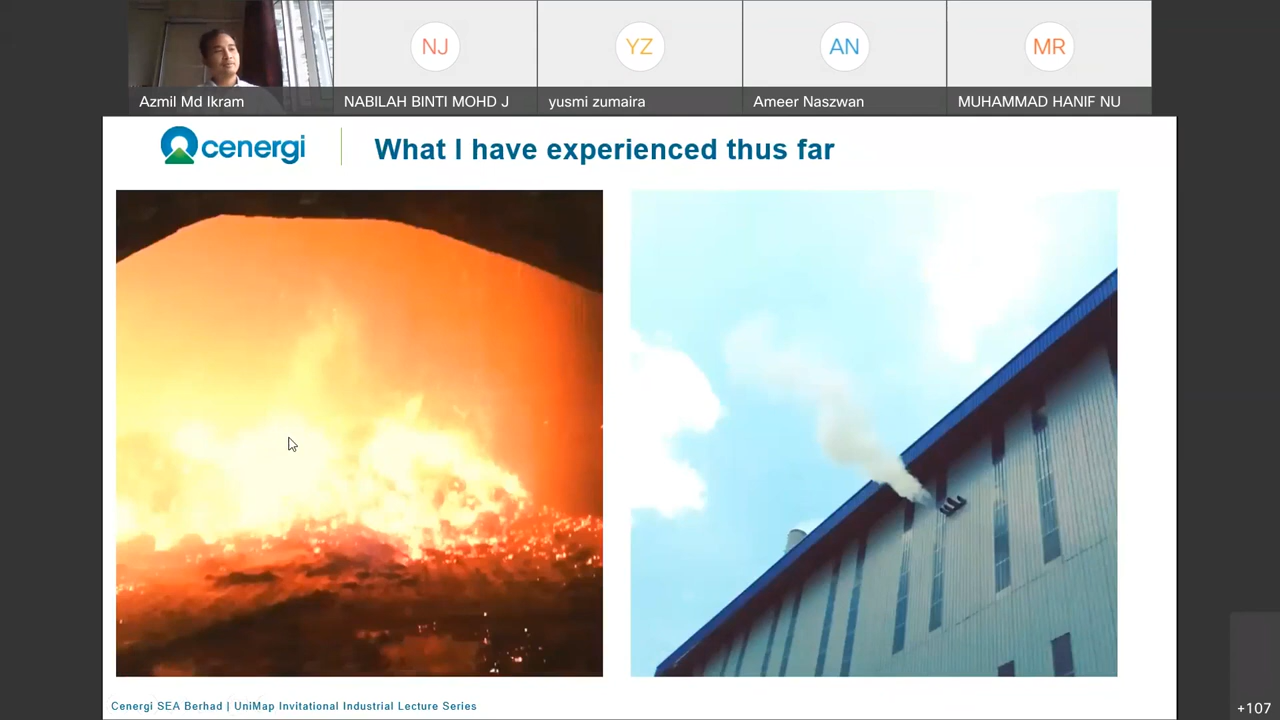 NJ
YZ
AN
MR
Azmil Md Ikram
NABILAH BINTI MOHD J
yusmi zumaira
Ameer Naszwan
MUHAMMAD HANIF NU
cenergi
What I have experienced thus far
Cenergi SEA Berhad | UniMap Invitational Industrial Lecture Series
+107